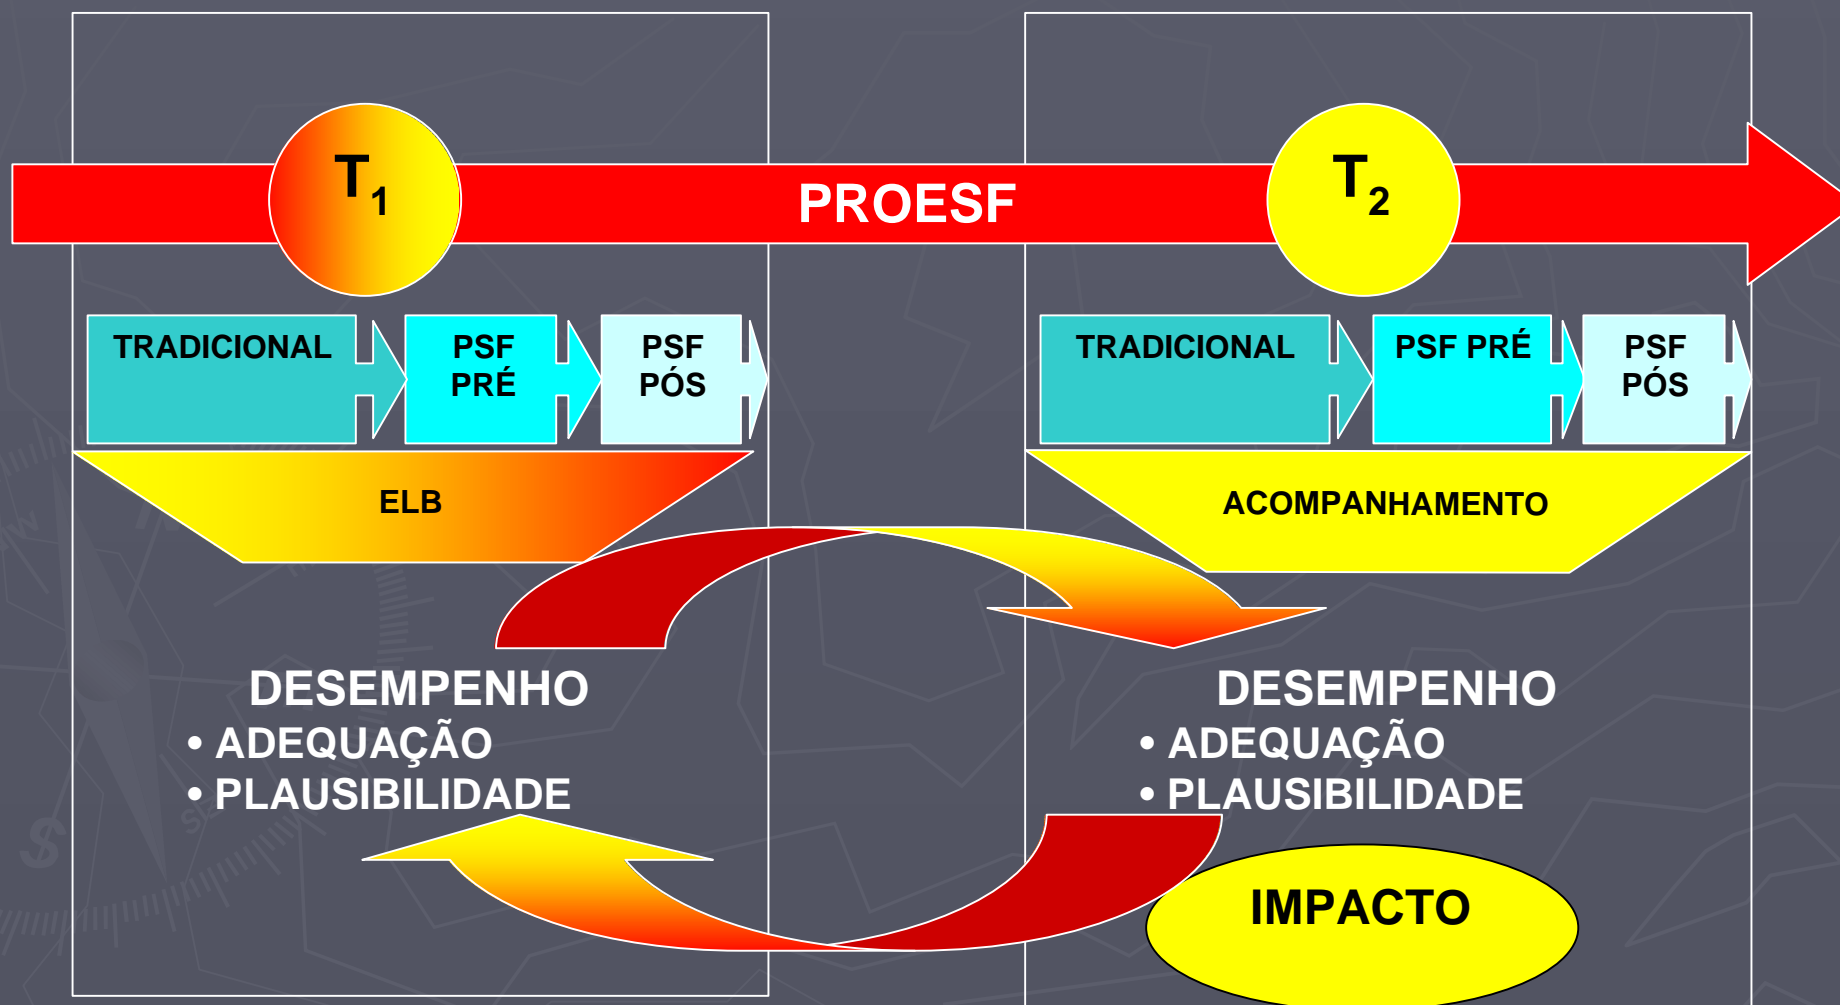 T1
PROESF
T2
TRADICIONAL
PSF
PRÉ
PSF
PÓS
ELB
DESEMPENHO
• ADEQUAÇÃO
• PLAUSIBILIDADE
TRADICIONAL
PSF PRÉ
PSF
PÓS
ACOMPANHAMENTO
DESEMPENHO
• ADEQUAÇÃO
• PLAUSIBILIDADE
IMPACTO
S